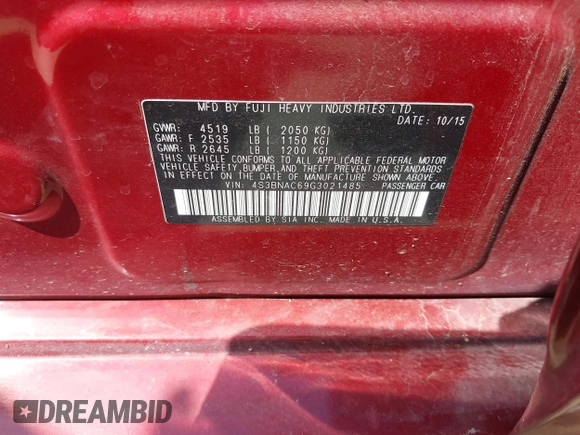 MFD BY FUJI HEAVY INDUSTRIES LTD.
DATE: 10/15
GVWR: 4519 LB ( 2050 KG)
GAWR: F 2535 LB ( 1150 KG)
GAWR: R 2645 LB ( 1200 KG)
THIS VEHICLE CONFORMS TO ALL APPLICABLE FEDERAL MOTOR
VEHICLE SAFETY, BUMPER, AND THEFT PREVENTION STANDARDS
IN EFFECT ON THE DATE OF MANUFACTURE SHOWN ABOVE.
VIN: 4S3BNAC69G3021485 PASSENGER CAR
ASSEMBLED BY SIA INC. MADE IN U.S.A.
DREAMBID